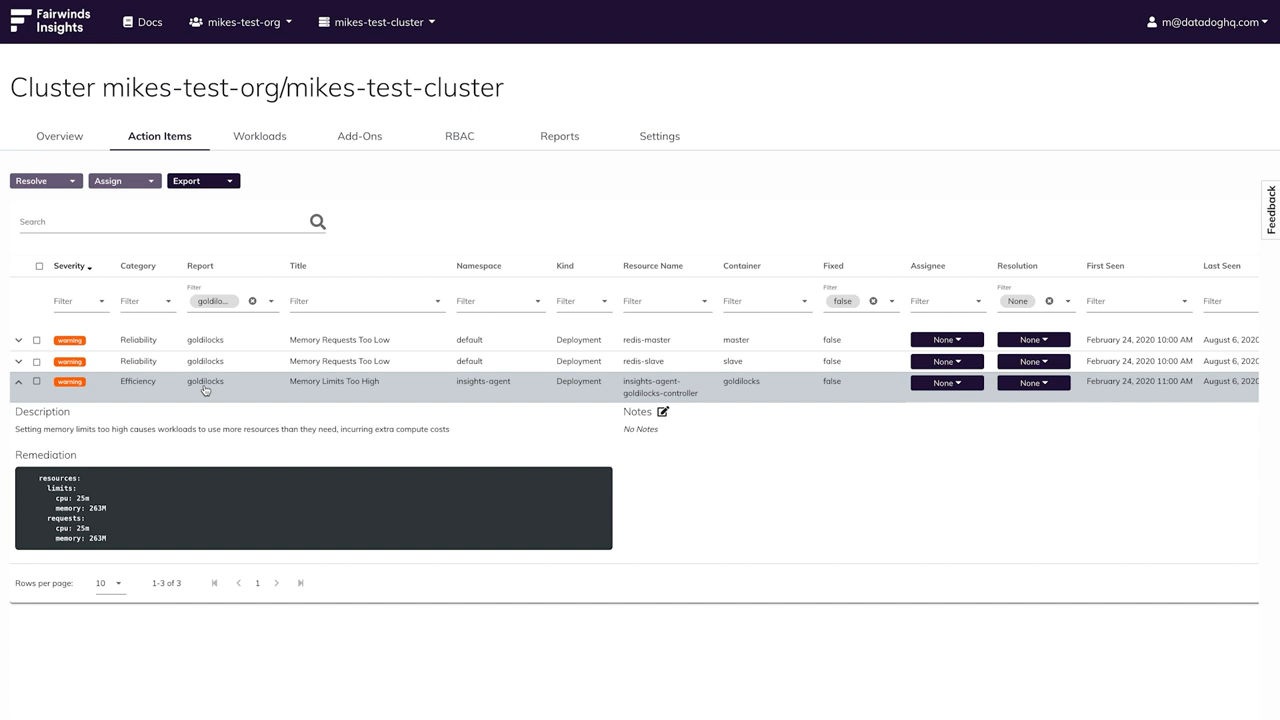 Fairwinds Insights
Docs
mikes-test-org
mikes-test-cluster
m@datadoghq.com
Cluster mikes-test-org/mikes-test-cluster
Overview Action Items Workloads Add-Ons RBAC Reports Settings
Resolve Assign Export
Feedback
Search
Severity Category Report Title Namespace Kind Resource Name Container Fixed Assignee Resolution First Seen Last Seen
Filter Filter Filter
Filter Filter goldilo... Filter Filter Filter Filter Filter false Filter None Filter Filter
warning Reliability goldilocks Memory Requests Too Low default Deployment redis-master master false None None February 24, 2020 10:00 AM August 6, 2020
warning Reliability goldilocks Memory Requests Too Low default Deployment redis-slave slave false None None February 24, 2020 10:00 AM August 6, 2020
warning Efficiency goldilocks Memory Limits Too High insights-agent Deployment insights-agent-goldilocks-controller goldilocks false None None February 24, 2020 11:00 AM August 6, 2020
Description
Setting memory limits too high causes workloads to use more resources than they need, incurring extra compute costs
Notes
No Notes
Remediation
resources:
limits:
cpu: 25m
memory: 263M
requests:
cpu: 25m
memory: 263M
Rows per page: 10 1-3 of 3 1